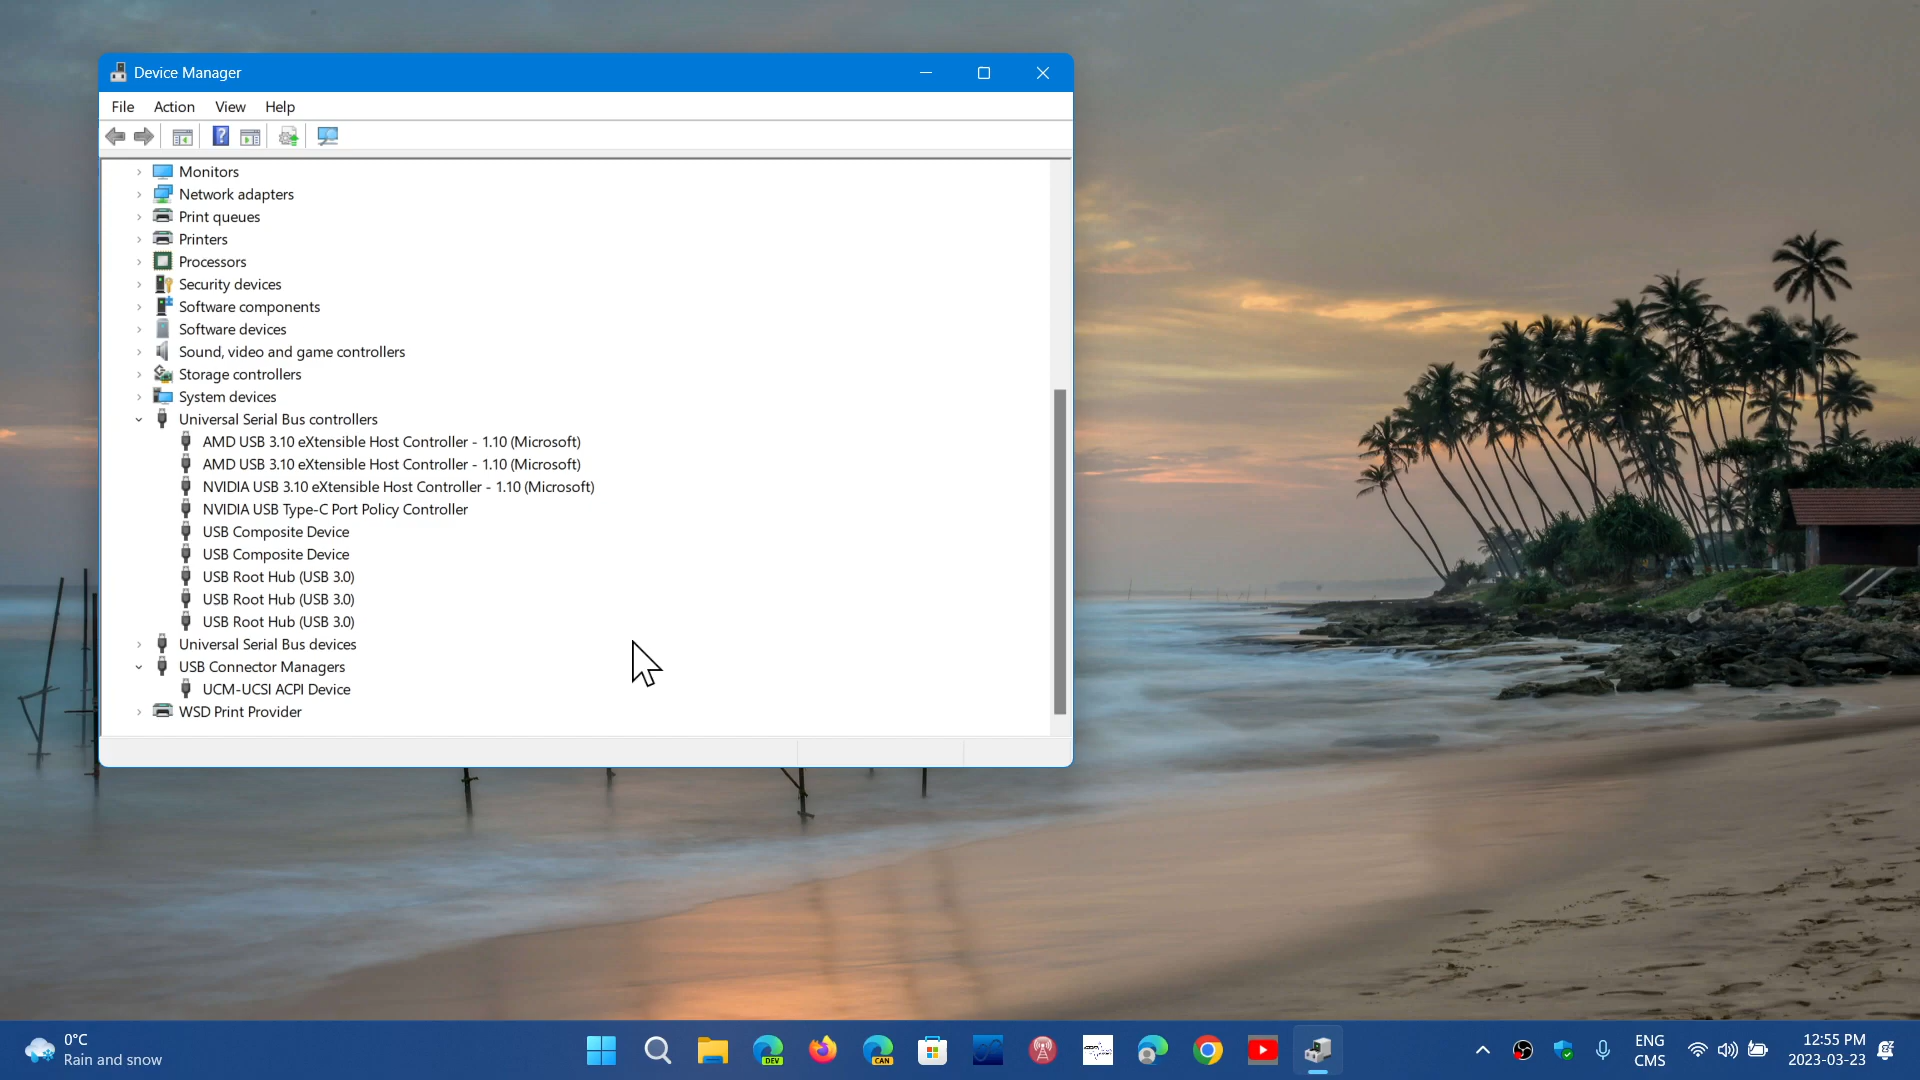 Device Manager
File Action View Help
Monitors
Network adapters
Print queues
Printers
Processors
Security devices
Software components
Software devices
Sound, video and game controllers
Storage controllers
System devices
Universal Serial Bus controllers
AMD USB 3.10 eXtensible Host Controller - 1.10 (Microsoft)
AMD USB 3.10 eXtensible Host Controller - 1.10 (Microsoft)
NVIDIA USB 3.10 eXtensible Host Controller - 1.10 (Microsoft)
NVIDIA USB Type-C Port Policy Controller
USB Composite Device
USB Composite Device
USB Root Hub (USB 3.0)
USB Root Hub (USB 3.0)
USB Root Hub (USB 3.0)
Universal Serial Bus devices
USB Connector Managers
UCM-UCSI ACPI Device
WSD Print Provider
0°C
Rain and snow
DEV
CAN
ENG
CMS
12:55 PM
2023-03-23